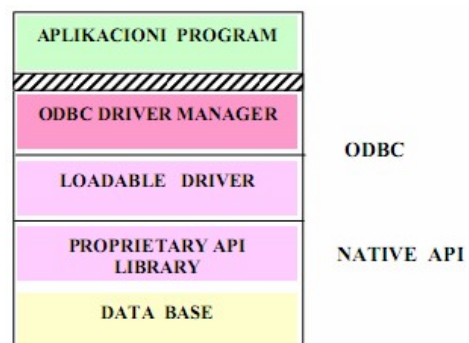 APLIKACIONI PROGRAM
ODBC DRIVER MANAGER
ODBC
LOADABLE DRIVER
PROPRIETARY API
LIBRARY
NATIVE API
DATA BASE